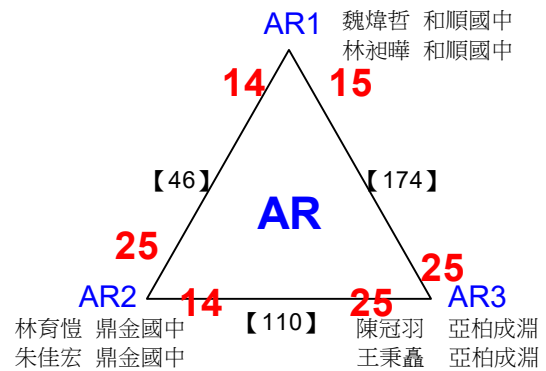 AR1 魏煒哲 和順國中
林昶曄 和順國中
14 15
【46】 【174】
AR
25 25
AR2 14 25 AR3
林育愷 鼎金國中 【110】 陳冠羽 亞柏成淵
朱佳宏 鼎金國中 王秉矗 亞柏成淵